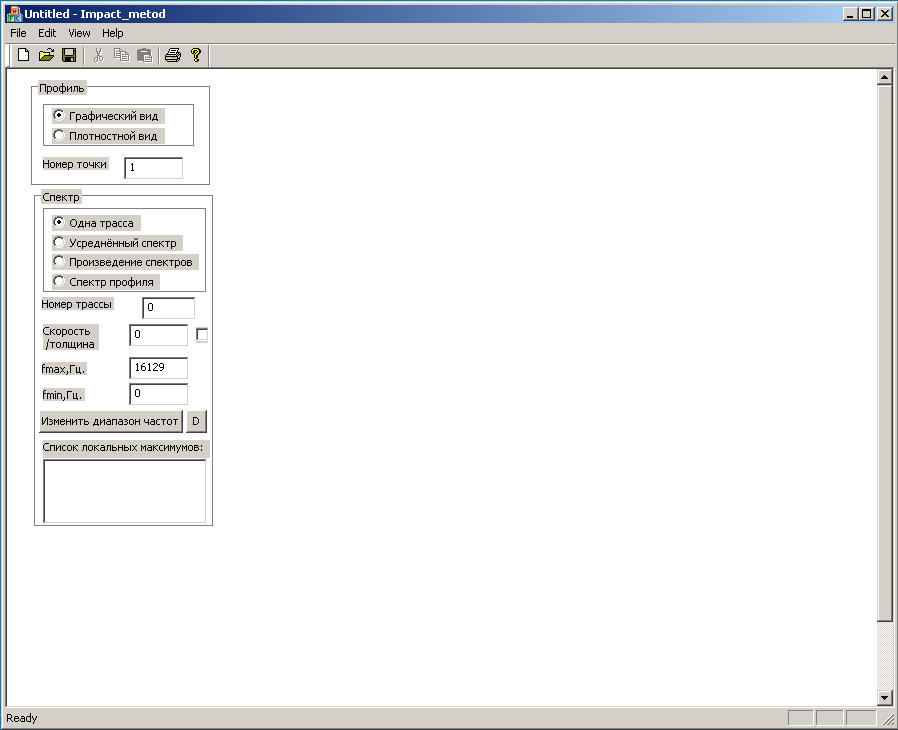 Untitled - Impact_metod
File Edit View Help
Профиль
Графический вид
Плотностной вид
Номер точки 1
Спектр
Одна трасса
Усреднённый спектр
Произведение спектров
Спектр профиля
Номер трассы 0
Скорость
/толщина 0
fmax,Гц. 16129
fmin,Гц. 0
Изменить диапазон частот D
Список локальных максимумов:
Ready